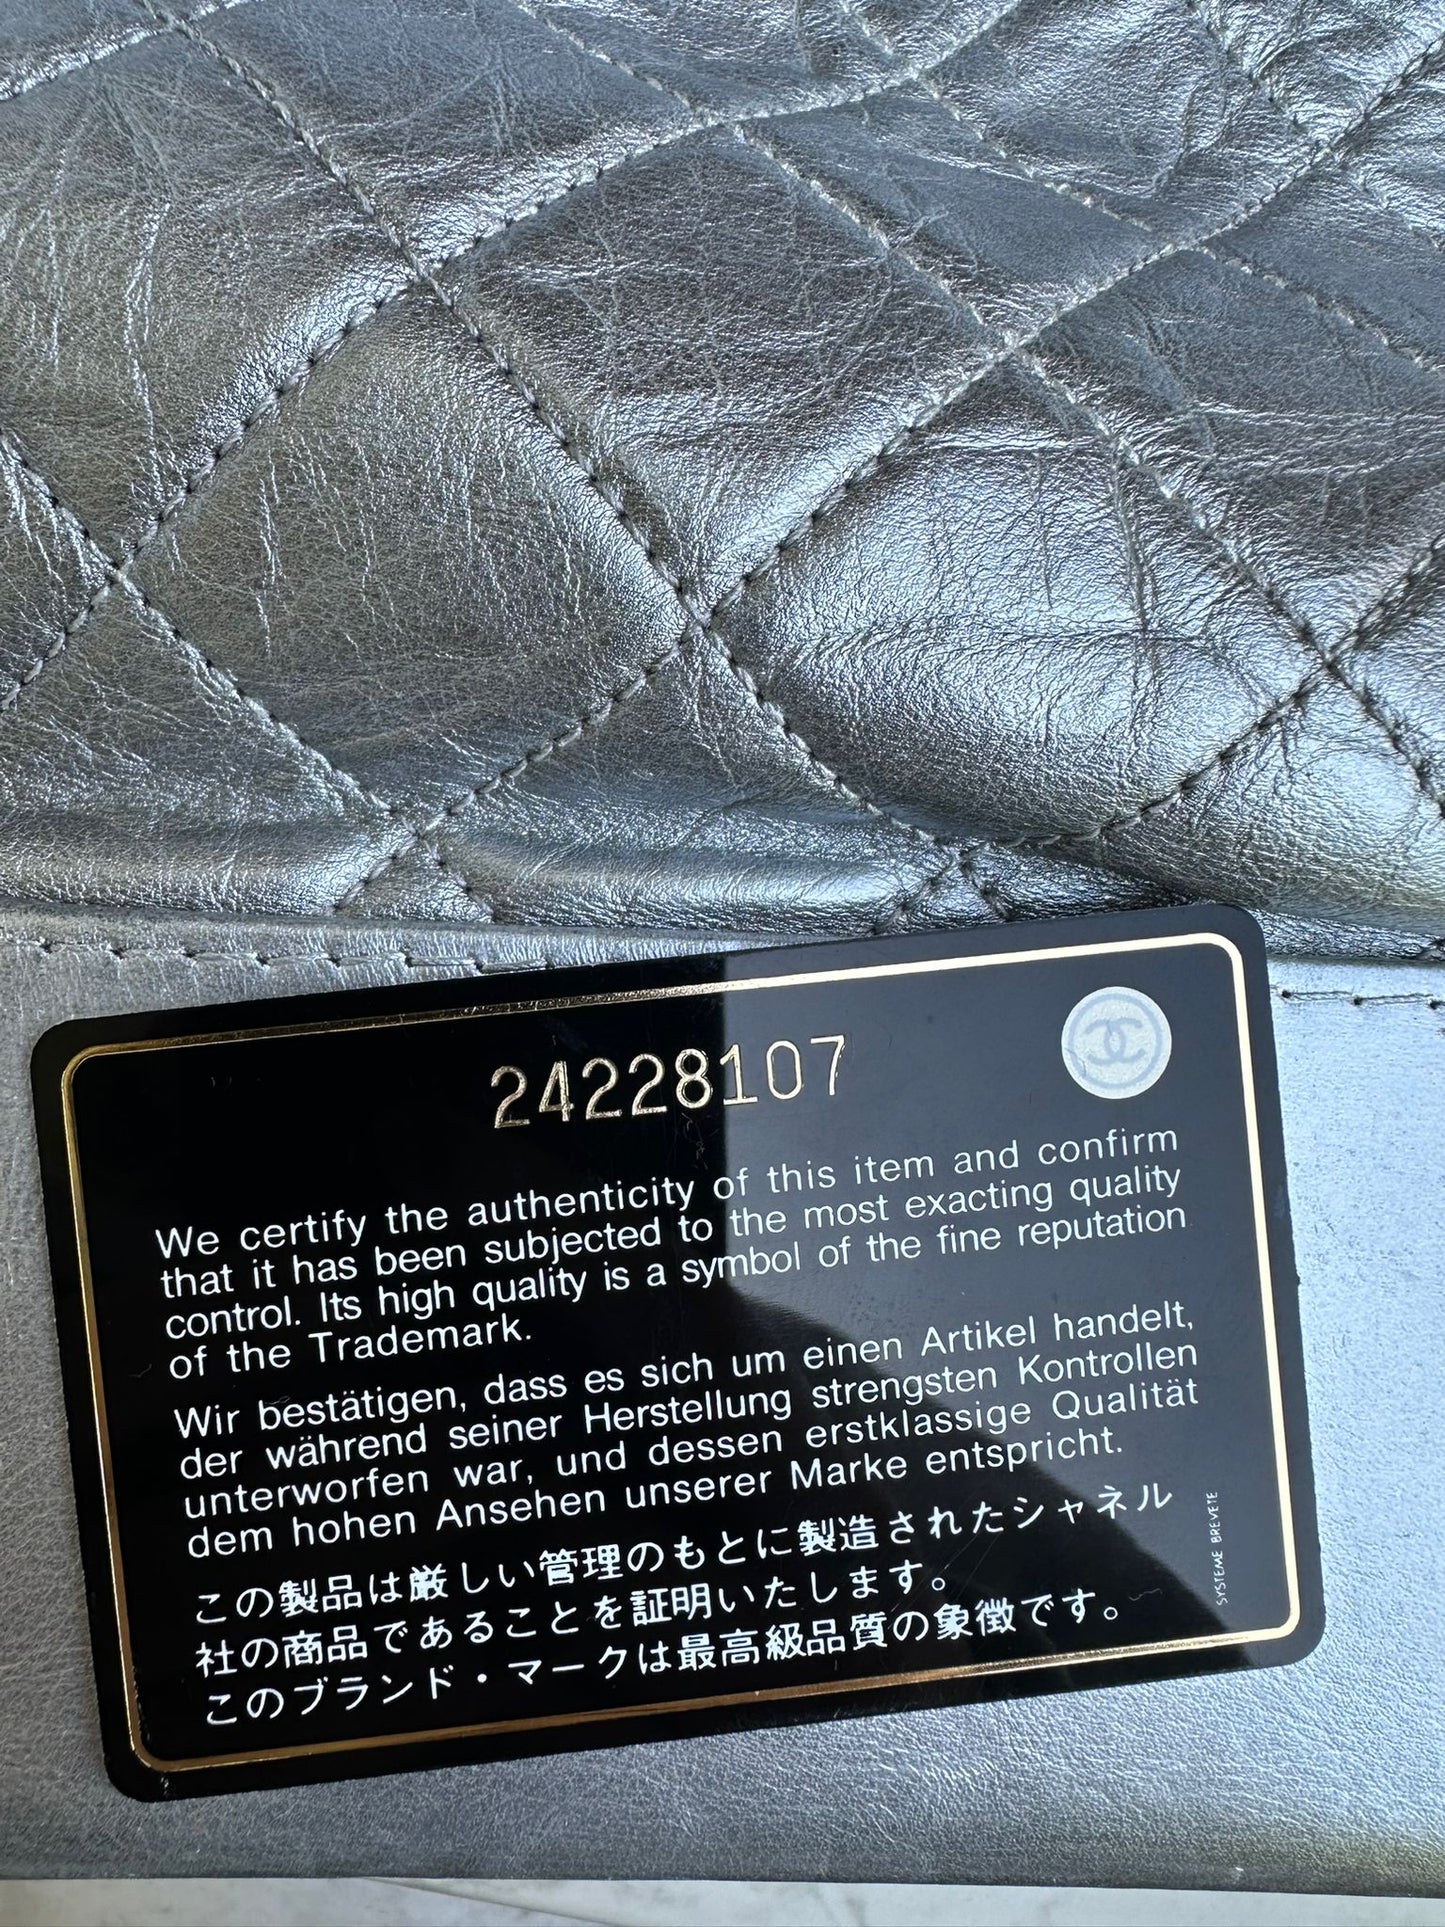 24228107
We certify the authenticity of this item and confirm
that it has been subjected to the most exacting quality
control. Its high quality is a symbol of the fine reputation
of the Trademark.
Wir bestätigen, dass es sich um einen Artikel handelt,
der während seiner Herstellung strengsten Kontrollen
unterworfen war, und dessen erstklassige Qualität
dem hohen Ansehen unserer Marke entspricht.
この製品は厳しい管理のもとに製造されたシャネル
社の商品であることを証明いたします。
このブランド・マークは最高級品質の象徴です。
SYSTEME BREVETE